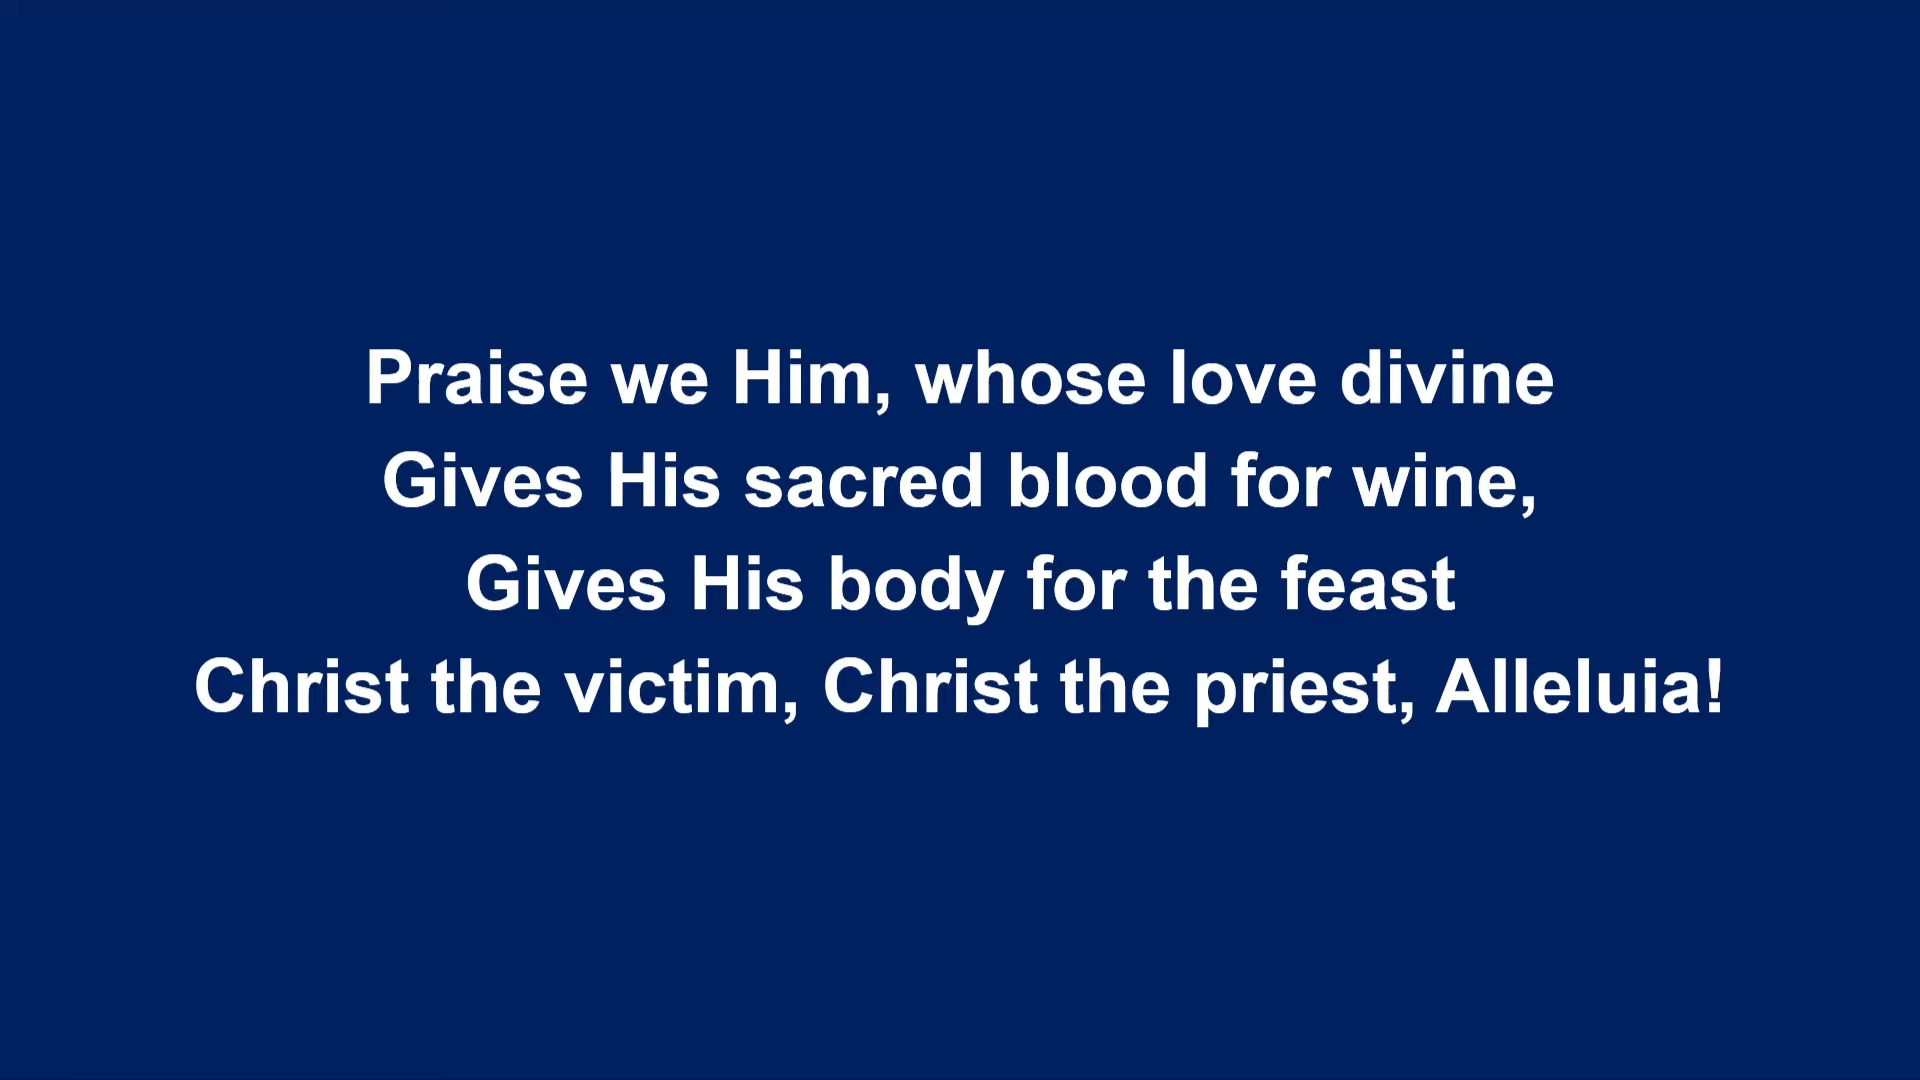 Praise we Him, whose love divine
Gives His sacred blood for wine,
Gives His body for the feast
Christ the victim, Christ the priest, Alleluia!